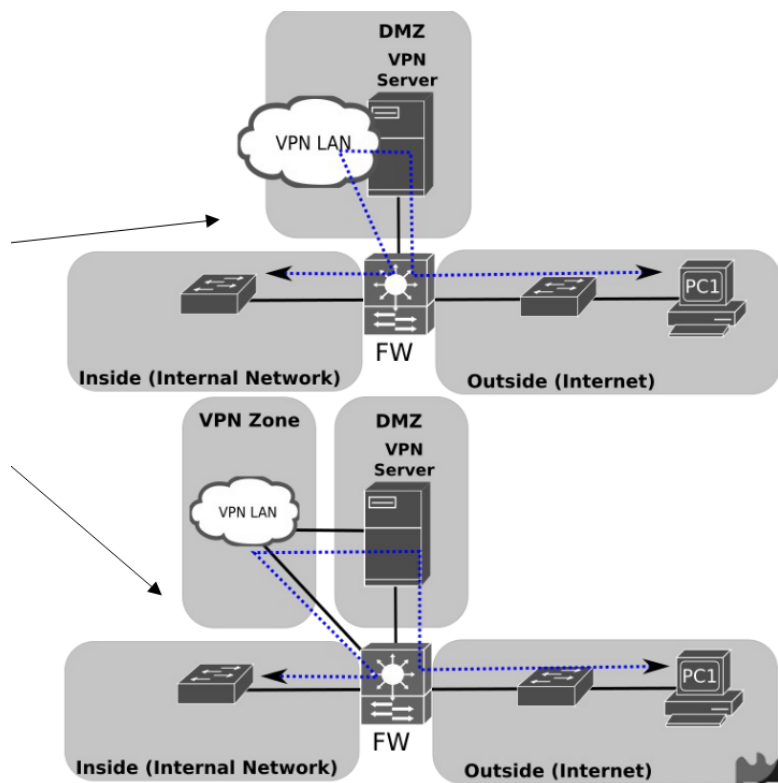 DMZ
VPN
Server
VPN LAN
PC1
FW
Inside (Internal Network)
Outside (Internet)
VPN Zone
DMZ
VPN
Server
VPN LAN
PC1
FW
Inside (Internal Network)
Outside (Internet)